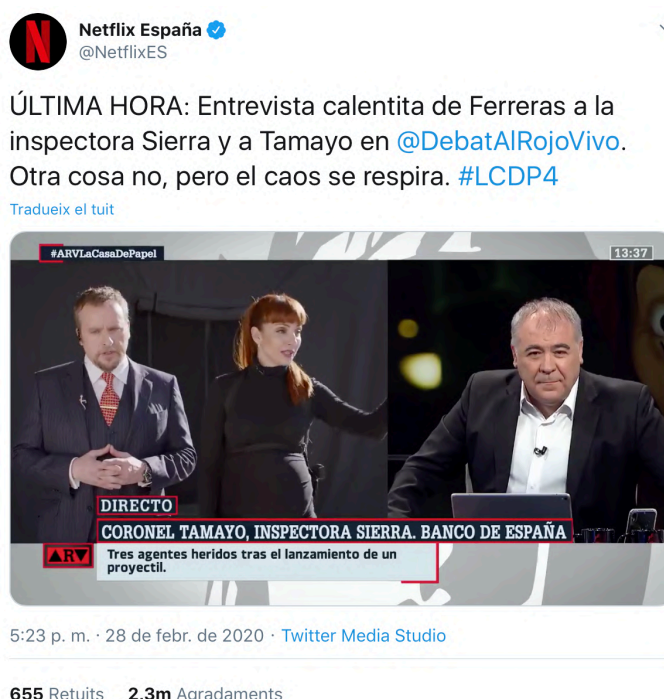 Netflix España
@NetflixES
ÚLTIMA HORA: Entrevista calentita de Ferreras a la
inspectora Sierra y a Tamayo en @DebatAlRojoVivo.
Otra cosa no, pero el caos se respira. #LCDP4
Tradueix el tuit
#ARVLaCasaDePapel
13:37
DIRECTO
CORONEL TAMAYO, INSPECTORA SIERRA. BANCO DE ESPAÑA
ARV
Tres agentes heridos tras el lanzamiento de un
proyectil.
5:23 p. m. · 28 de febr. de 2020 · Twitter Media Studio
655 Retuits 2,3m Agradaments